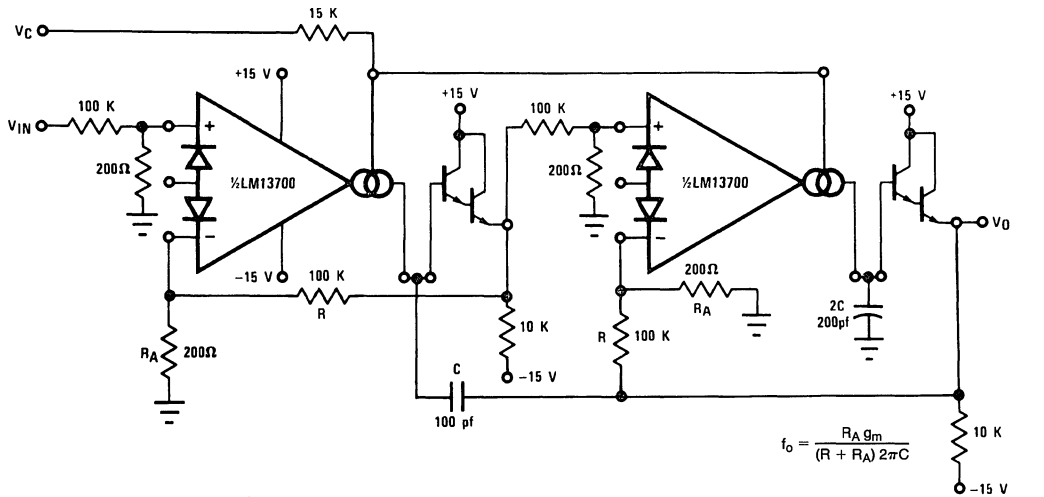 15 K
VC
+15 V
+15 V
+15 V
100 K
VIN
+
200Ω
½LM13700
−
−15 V
100 K
+
200Ω
½LM13700
−
VO
100 K
R
200Ω
RA
2C
200pf
RA
200Ω
10 K
−15 V
R
100 K
C
100 pf
fo = RA gm / (R + RA) 2πC
10 K
−15 V